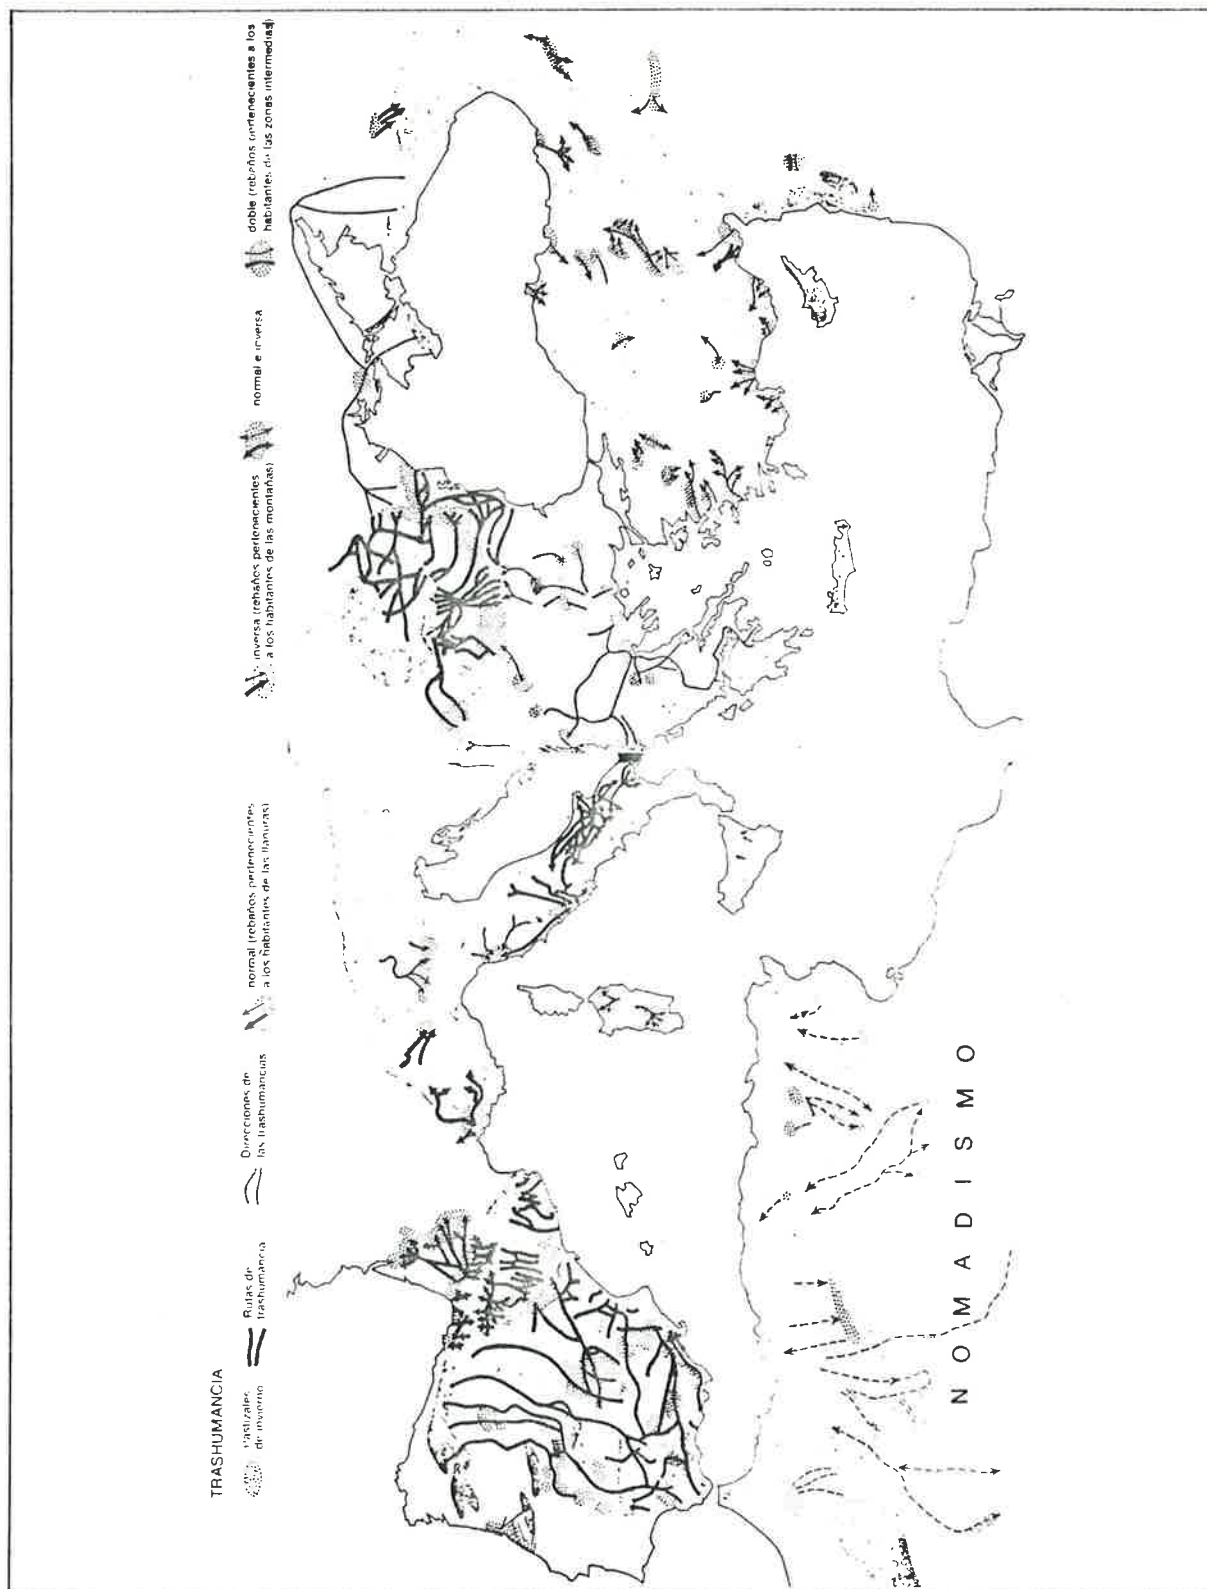 TRASHUMANCIA
Pastizales
de invierno
Rutas de
trashumancia
Direcciones de
las trashumancias
normal (rebaños pertenecientes
a los habitantes de las llanuras)
inversa (rebaños pertenecientes
a los habitantes de las montañas)
normal e inversa
doble (rebaños pertenecientes a los
habitantes de las zonas intermedias)
NOMADISMO